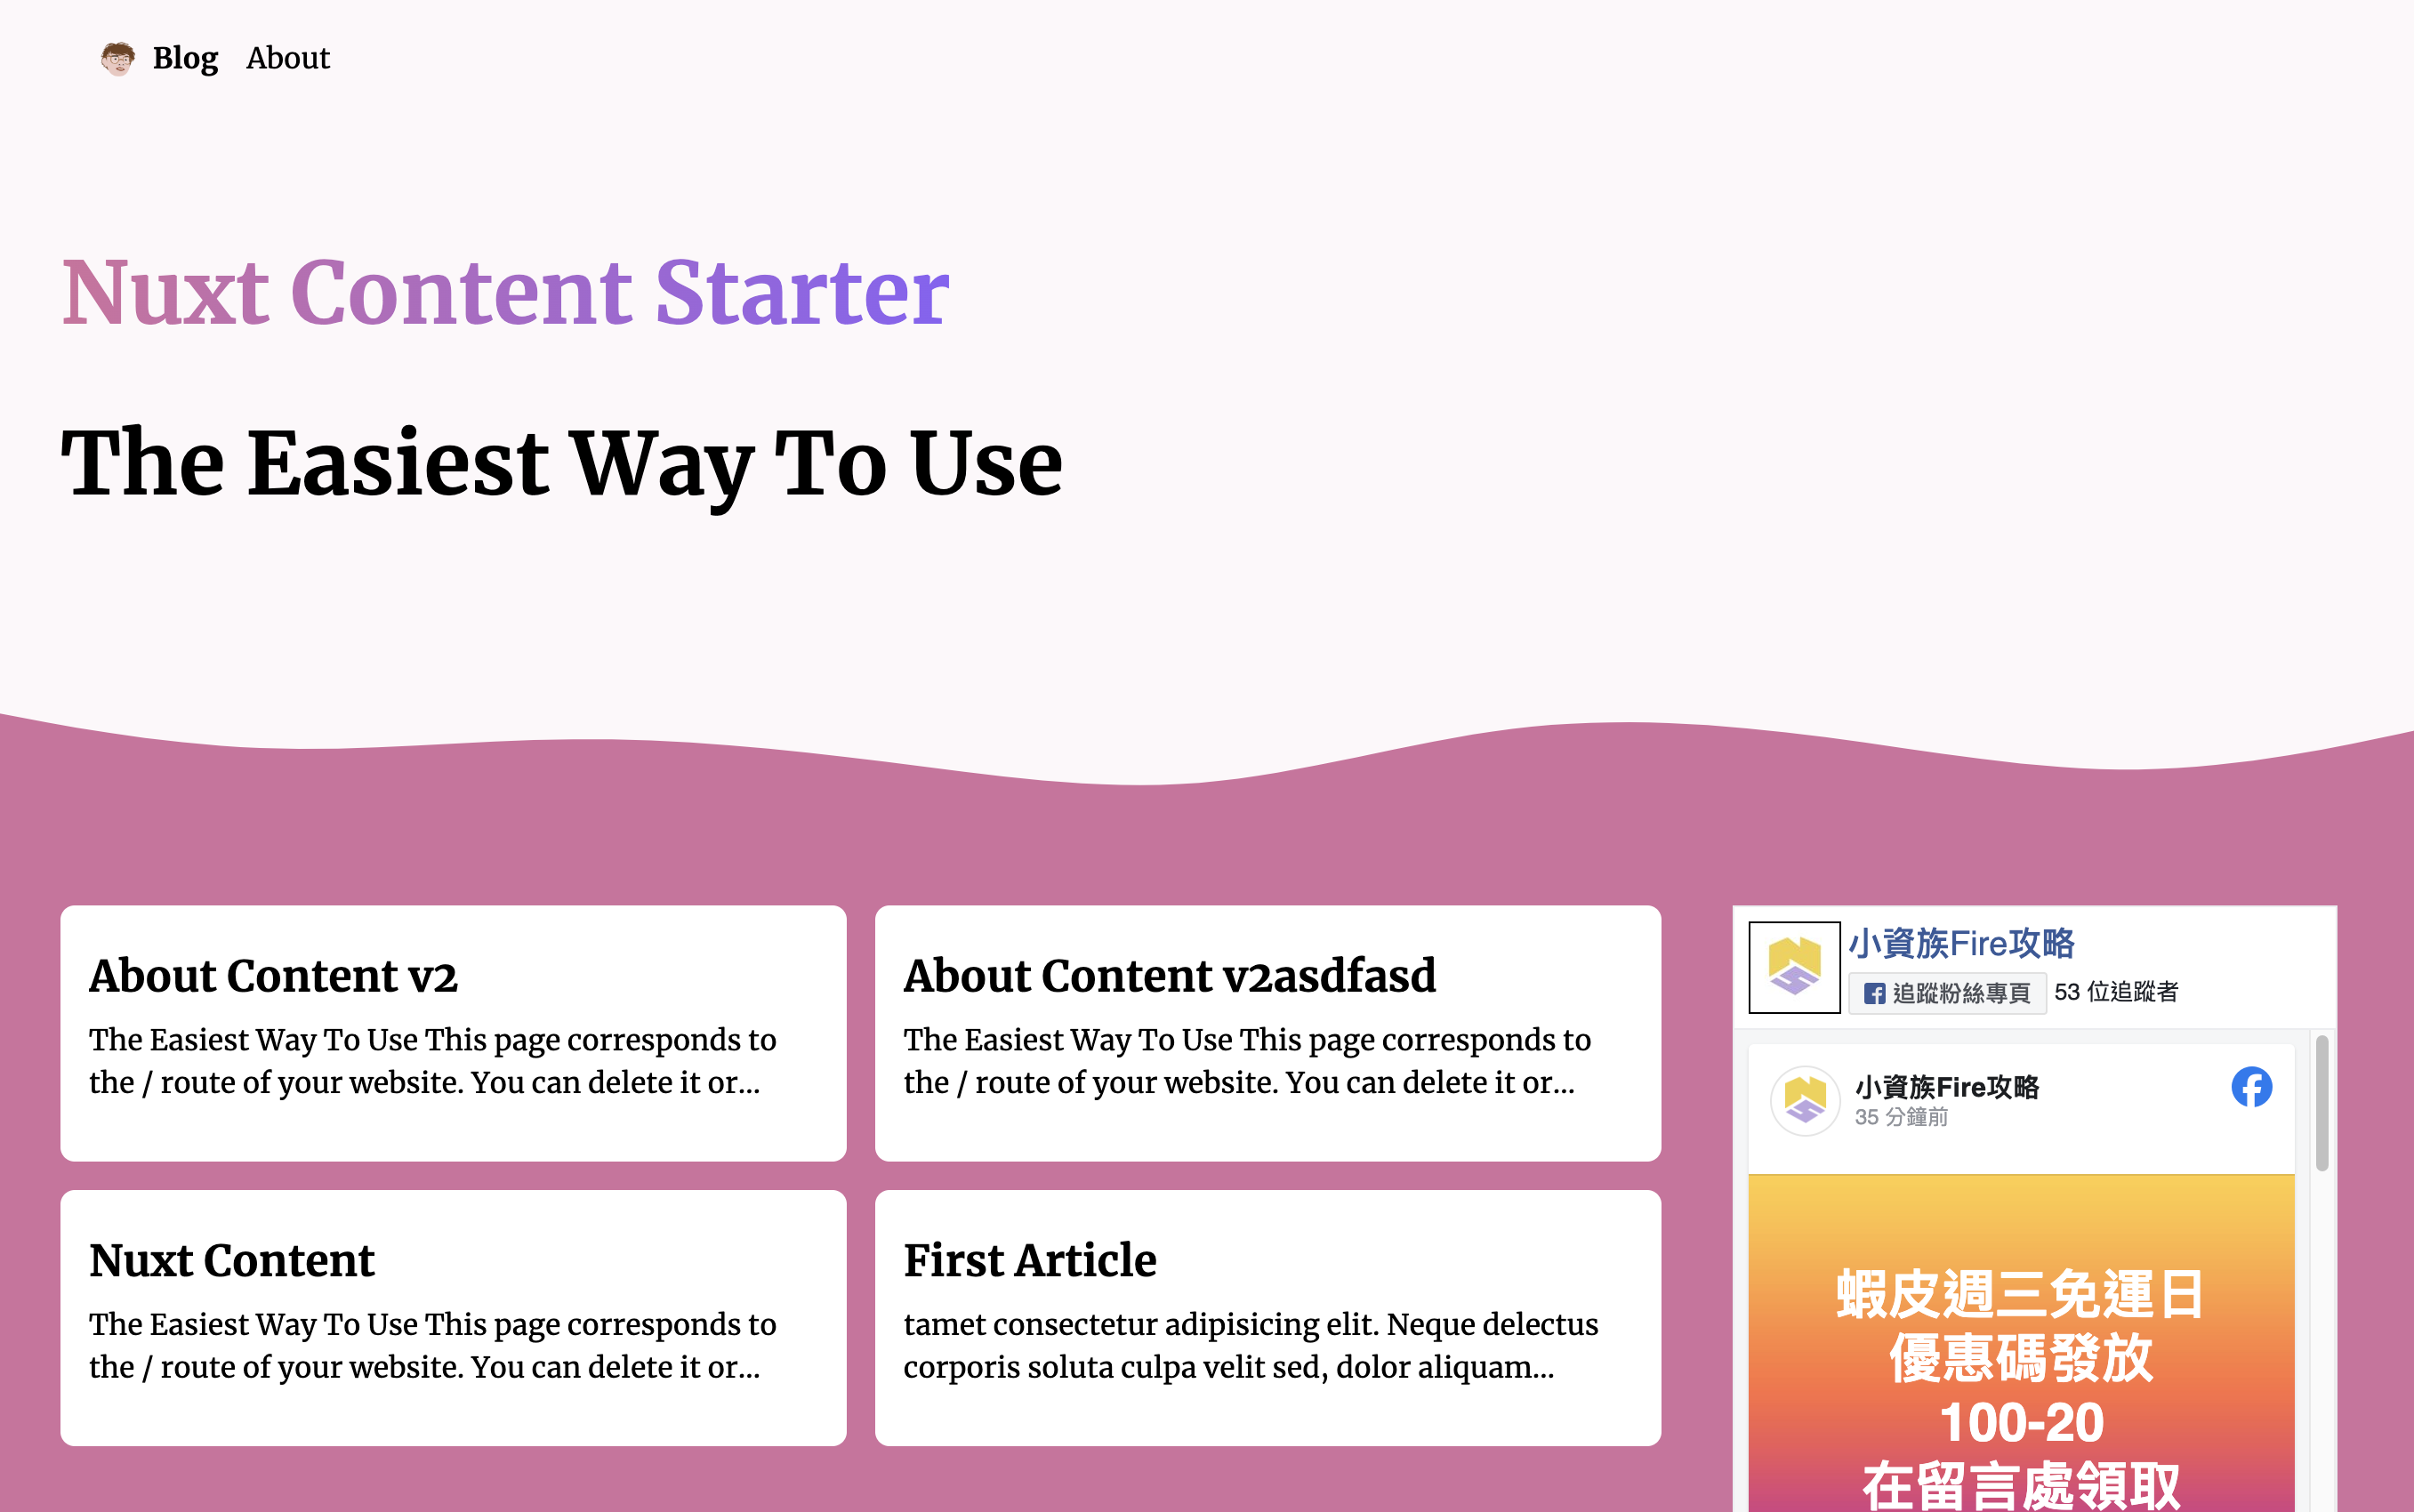 Blog About
Nuxt Content Starter
The Easiest Way To Use
About Content v2
The Easiest Way To Use This page corresponds to
the / route of your website. You can delete it or...
About Content v2asdfasd
The Easiest Way To Use This page corresponds to
the / route of your website. You can delete it or...
Nuxt Content
The Easiest Way To Use This page corresponds to
the / route of your website. You can delete it or...
First Article
tamet consectetur adipisicing elit. Neque delectus
corporis soluta culpa velit sed, dolor aliquam...
小資族Fire攻略
追蹤粉絲專頁 53 位追蹤者
小資族Fire攻略
35 分鐘前
蝦皮週三免運日
優惠碼發放
100-20
在留言處領取